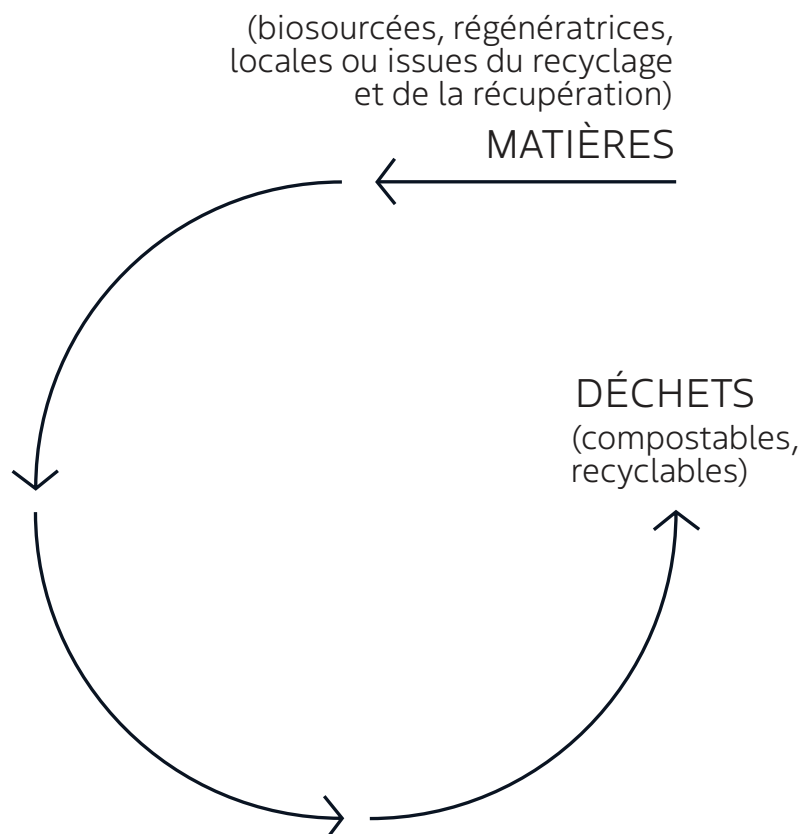 (biosourcées, régénératrices,
locales ou issues du recyclage
et de la récupération)
MATIÈRES
DÉCHETS
(compostables,
recyclables)